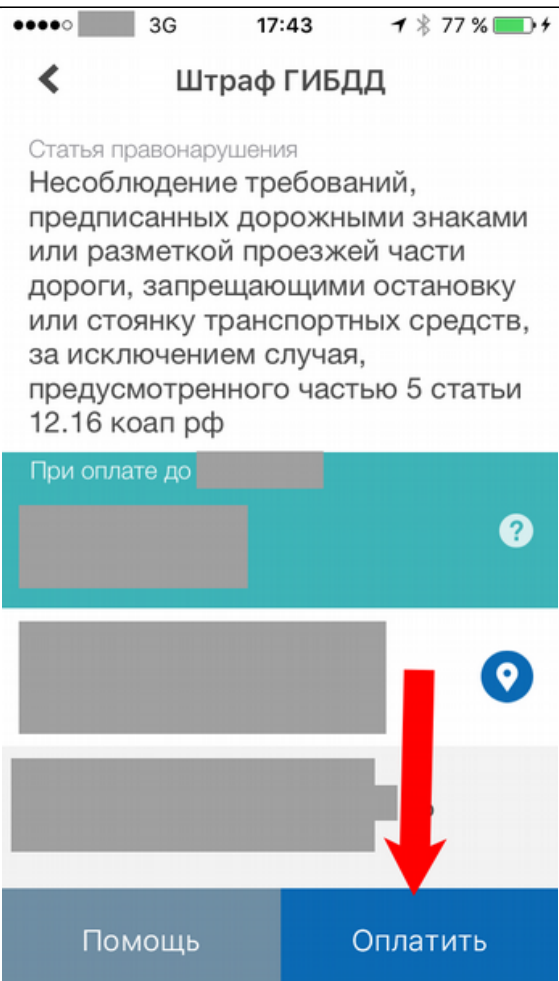 3G 17:43 77 %
Штраф ГИБДД
Статья правонарушения
Несоблюдение требований,
предписанных дорожными знаками
или разметкой проезжей части
дороги, запрещающими остановку
или стоянку транспортных средств,
за исключением случая,
предусмотренного частью 5 статьи
12.16 коап рф
При оплате до
?
Помощь Оплатить